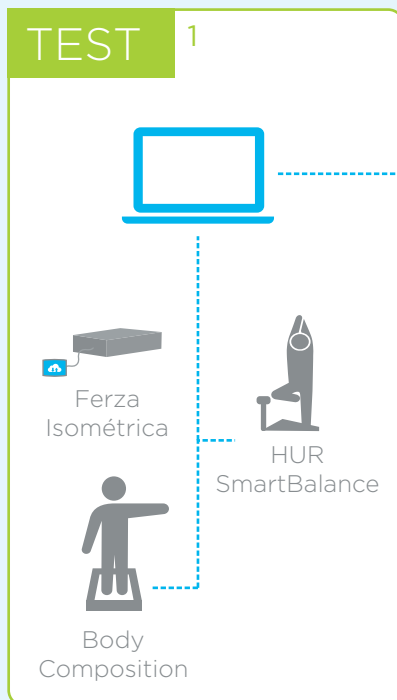 TEST
1
Ferza
Isométrica
HUR
SmartBalance
Body
Composition